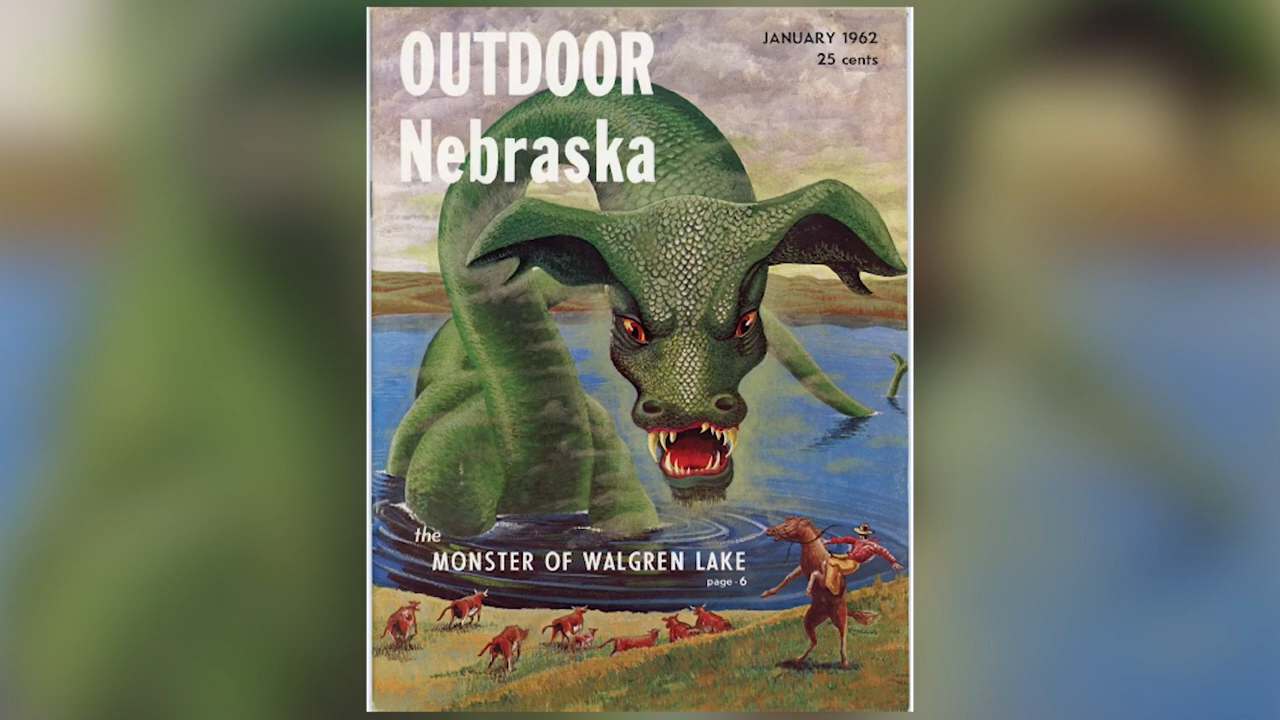 OUTDOOR
Nebraska
JANUARY 1962
25 cents
the
MONSTER OF WALGREN LAKE
page-6